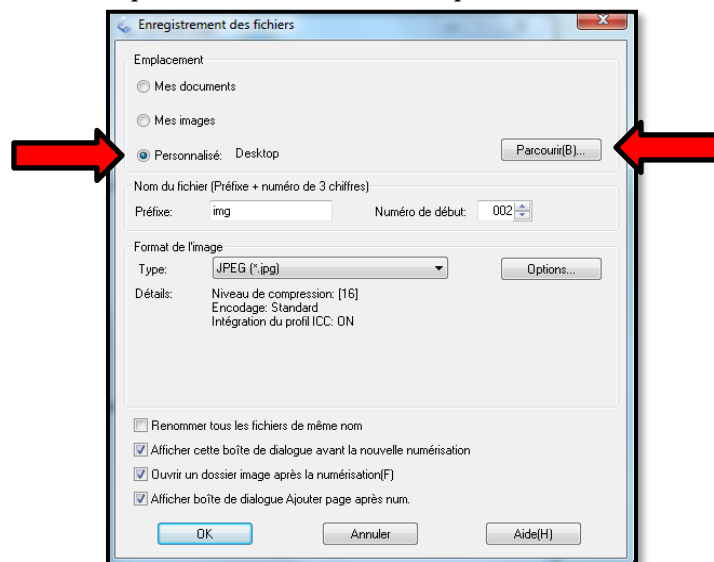 Enregistrement des fichiers
Emplacement
Mes documents
Mes images
Personnalisé: Desktop
Parcourir(B)...
Nom du fichier (Préfixe + numéro de 3 chiffres)
Préfixe: img Numéro de début: 002
Format de l'image
Type: JPEG (*.jpg) Options...
Détails: Niveau de compression: [16]
Encodage: Standard
Intégration du profil ICC: ON
Renommer tous les fichiers de même nom
Afficher cette boîte de dialogue avant la nouvelle numérisation
Ouvrir un dossier image après la numérisation(F)
Afficher boîte de dialogue Ajouter page après num.
OK Annuler Aide(H)